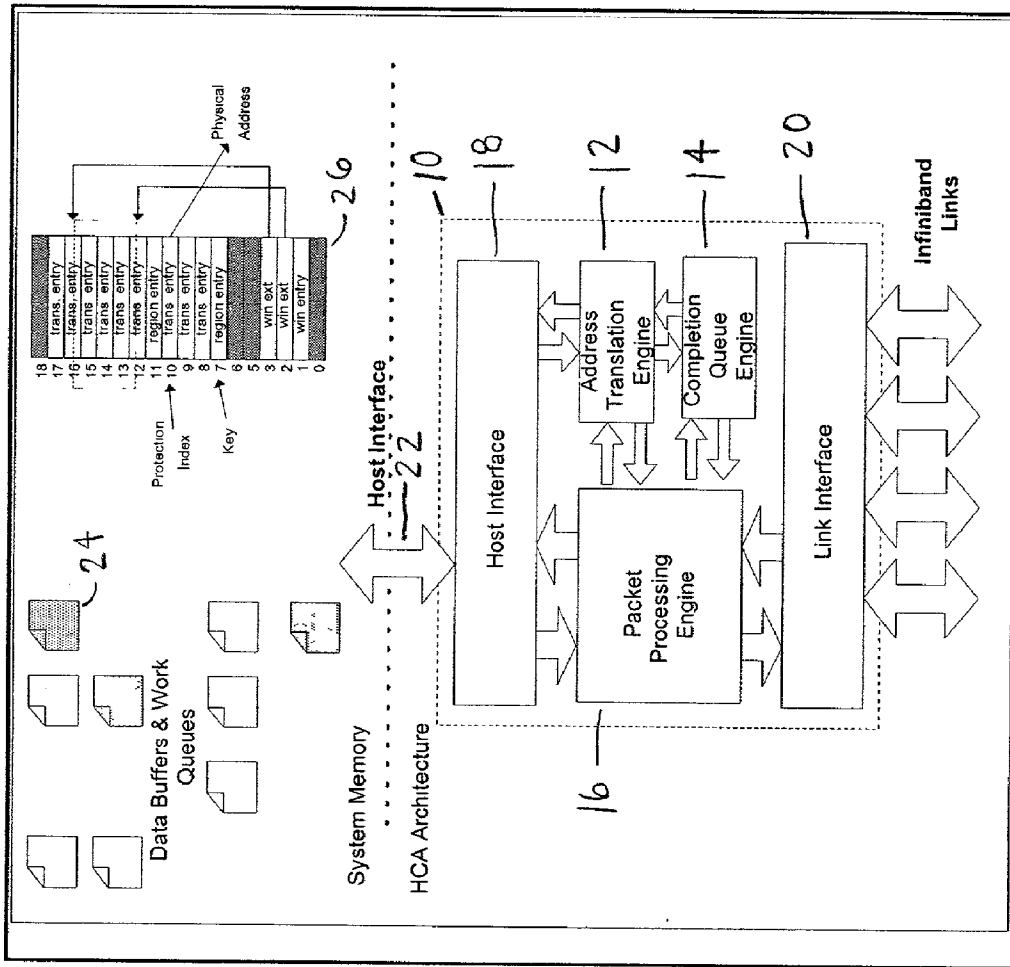 24
Data Buffers & Work
Queues
18
17 trans. entry
16 trans. entry
15 trans entry
14 trans entry
13 trans entry
12 trans entry
11 region entry
10 trans entry
9 trans entry
8 trans entry
7 region entry
6
5
3 win ext
2 win ext
1 win entry
0
Protection
Index
Key
Physical
Address
26
System Memory
HCA Architecture
Host Interface
22
10
Host Interface
18
Packet
Processing
Engine
16
Address
Translation
Engine
12
Completion
Queue
Engine
14
Link Interface
20
Infiniband
Links